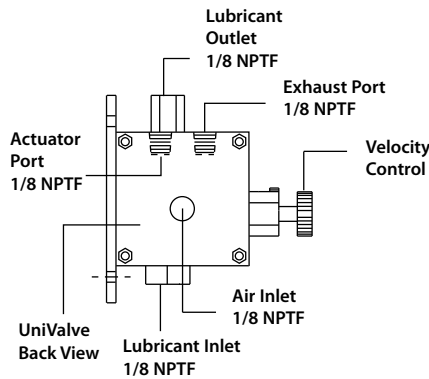 Lubricant
Outlet
1/8 NPTF
Exhaust Port
1/8 NPTF
Actuator
Port
1/8 NPTF
Velocity
Control
Air Inlet
1/8 NPTF
UniValve
Back View
Lubricant Inlet
1/8 NPTF